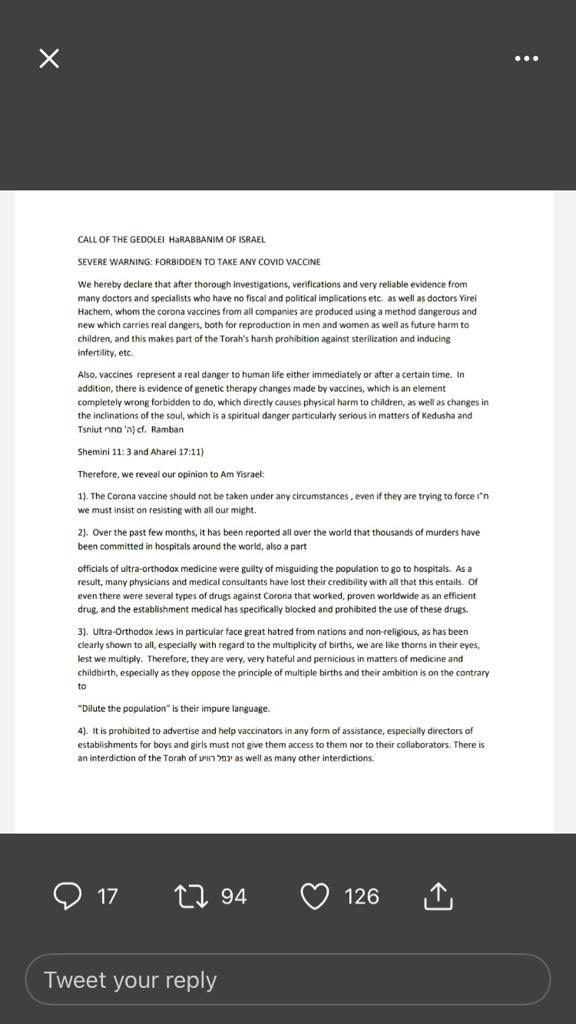 CALL OF THE GEDOLEI HaRABBANIM OF ISRAEL
SEVERE WARNING: FORBIDDEN TO TAKE ANY COVID VACCINE
We hereby declare that after thorough investigations, verifications and very reliable evidence from
many doctors and specialists who have no fiscal and political implications etc. as well as doctors Yirei
Hachem, whom the corona vaccines from all companies are produced using a method dangerous and
new which carries real dangers, both for reproduction in men and women as well as future harm to
children, and this makes part of the Torah's harsh prohibition against sterilization and inducing
infertility, etc.
Also, vaccines represent a real danger to human life either immediately or after a certain time. In
addition, there is evidence of genetic therapy changes made by vaccines, which is an element
completely wrong forbidden to do, which directly causes physical harm to children, as well as changes in
the inclinations of the soul, which is a spiritual danger particularly serious in matters of Kedusha and
Tsniut ה' סחרי) cf. Ramban
Shemini 11: 3 and Aharei 17:11)
Therefore, we reveal our opinion to Am Yisrael:
1). The Corona vaccine should not be taken under any circumstances , even if they are trying to force ו"n
we must insist on resisting with all our might.
2). Over the past few months, it has been reported all over the world that thousands of murders have
been committed in hospitals around the world, also a part
officials of ultra-orthodox medicine were guilty of misguiding the population to go to hospitals. As a
result, many physicians and medical consultants have lost their credibility with all that this entails. Of
even there were several types of drugs against Corona that worked, proven worldwide as an efficient
drug, and the establishment medical has specifically blocked and prohibited the use of these drugs.
3). Ultra-Orthodox Jews in particular face great hatred from nations and non-religious, as has been
clearly shown to all, especially with regard to the multiplicity of births, we are like thorns in their eyes,
lest we multiply. Therefore, they are very, very hateful and pernicious in matters of medicine and
childbirth, especially as they oppose the principle of multiple births and their ambition is on the contrary
to
"Dilute the population" is their impure language.
4). It is prohibited to advertise and help vaccinators in any form of assistance, especially directors of
establishments for boys and girls must not give them access to them nor to their collaborators. There is
an interdiction of the Torah of as well as many other interdictions.
17
94
126
Tweet your reply